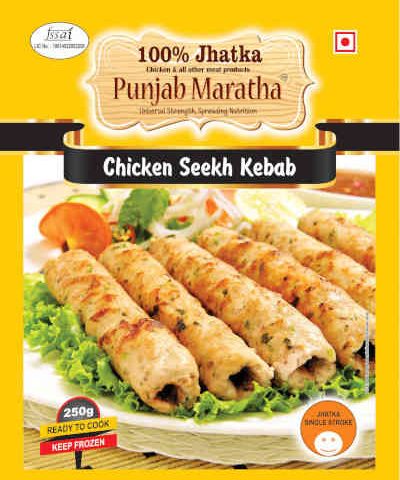 fssai
100% Jhatka
Chicken & all other meat products
Punjab Maratha
Universal Strength, Spreading Nutrition
Chicken Seekh Kebab
250g
READY TO COOK
KEEP FROZEN
JHATKA
SINGLE STROKE